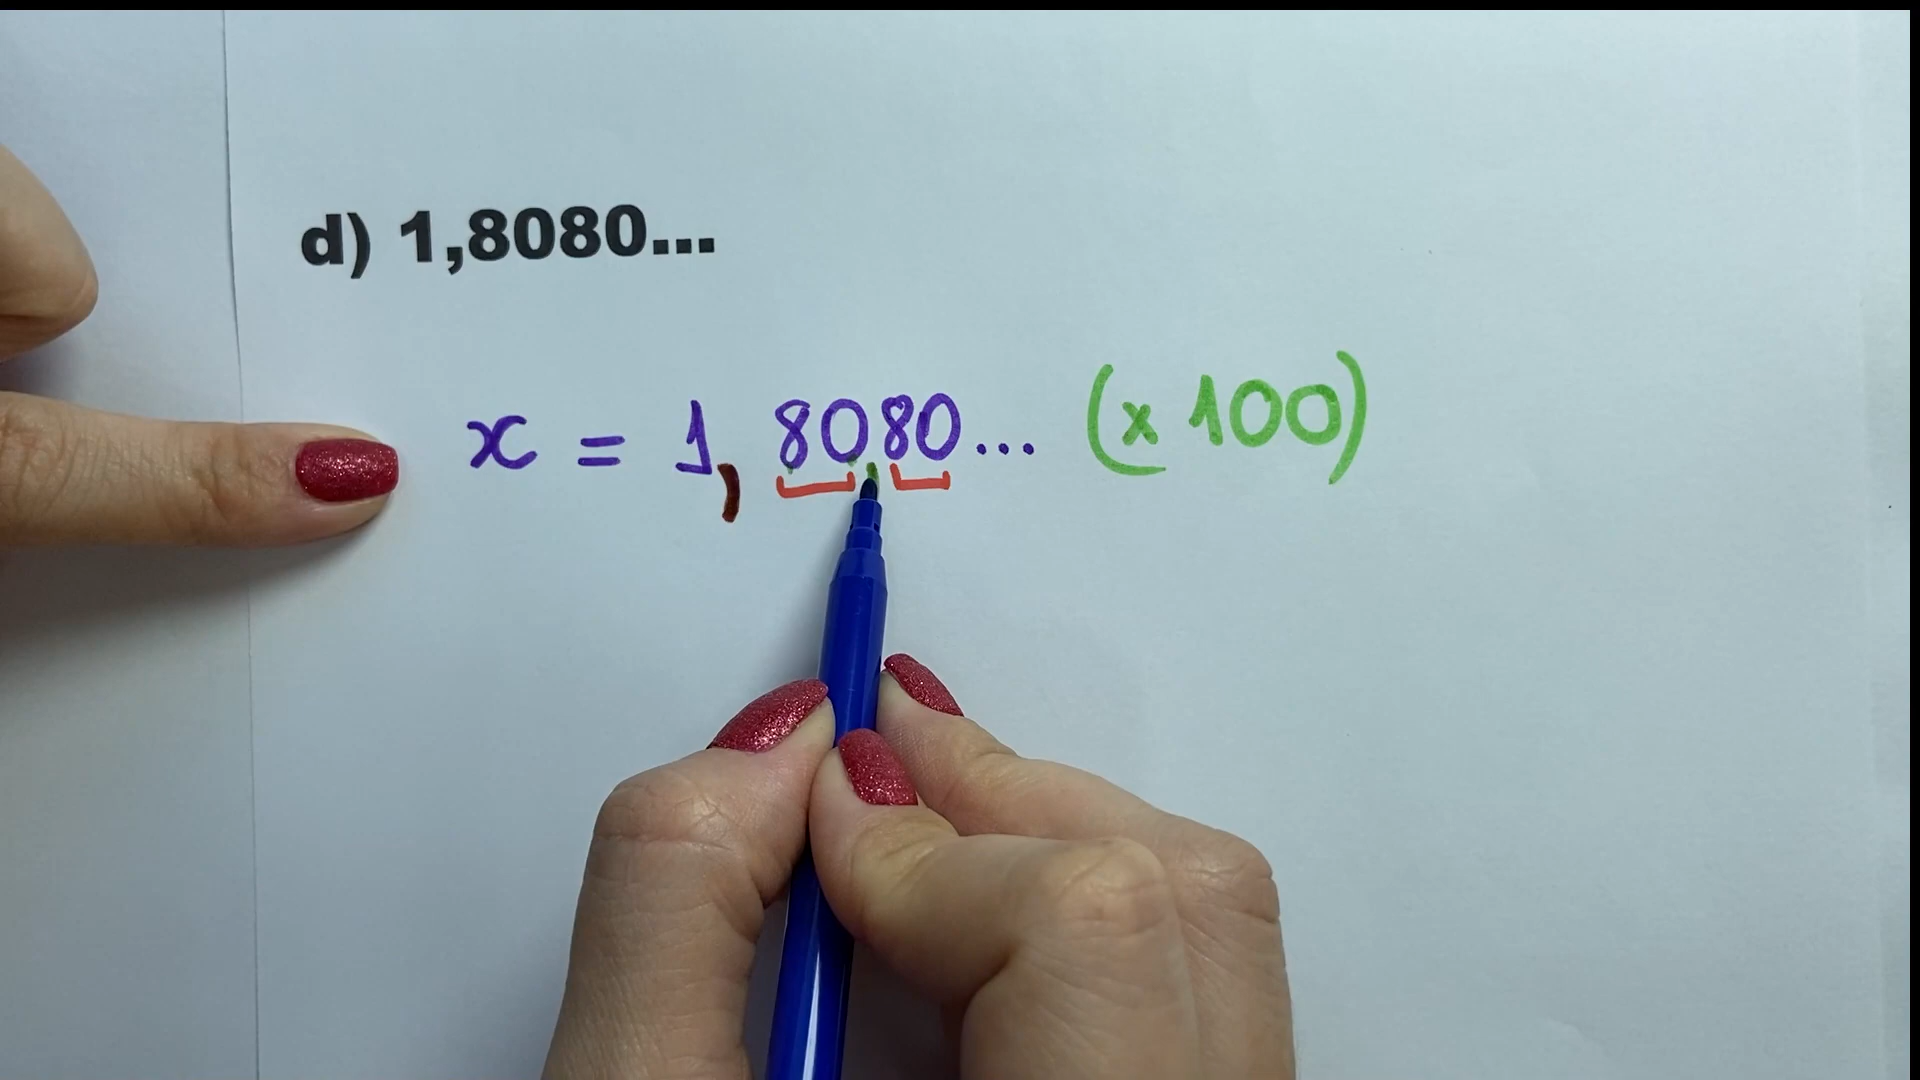 d) 1,8080...
x = 1,8080... (x 100)